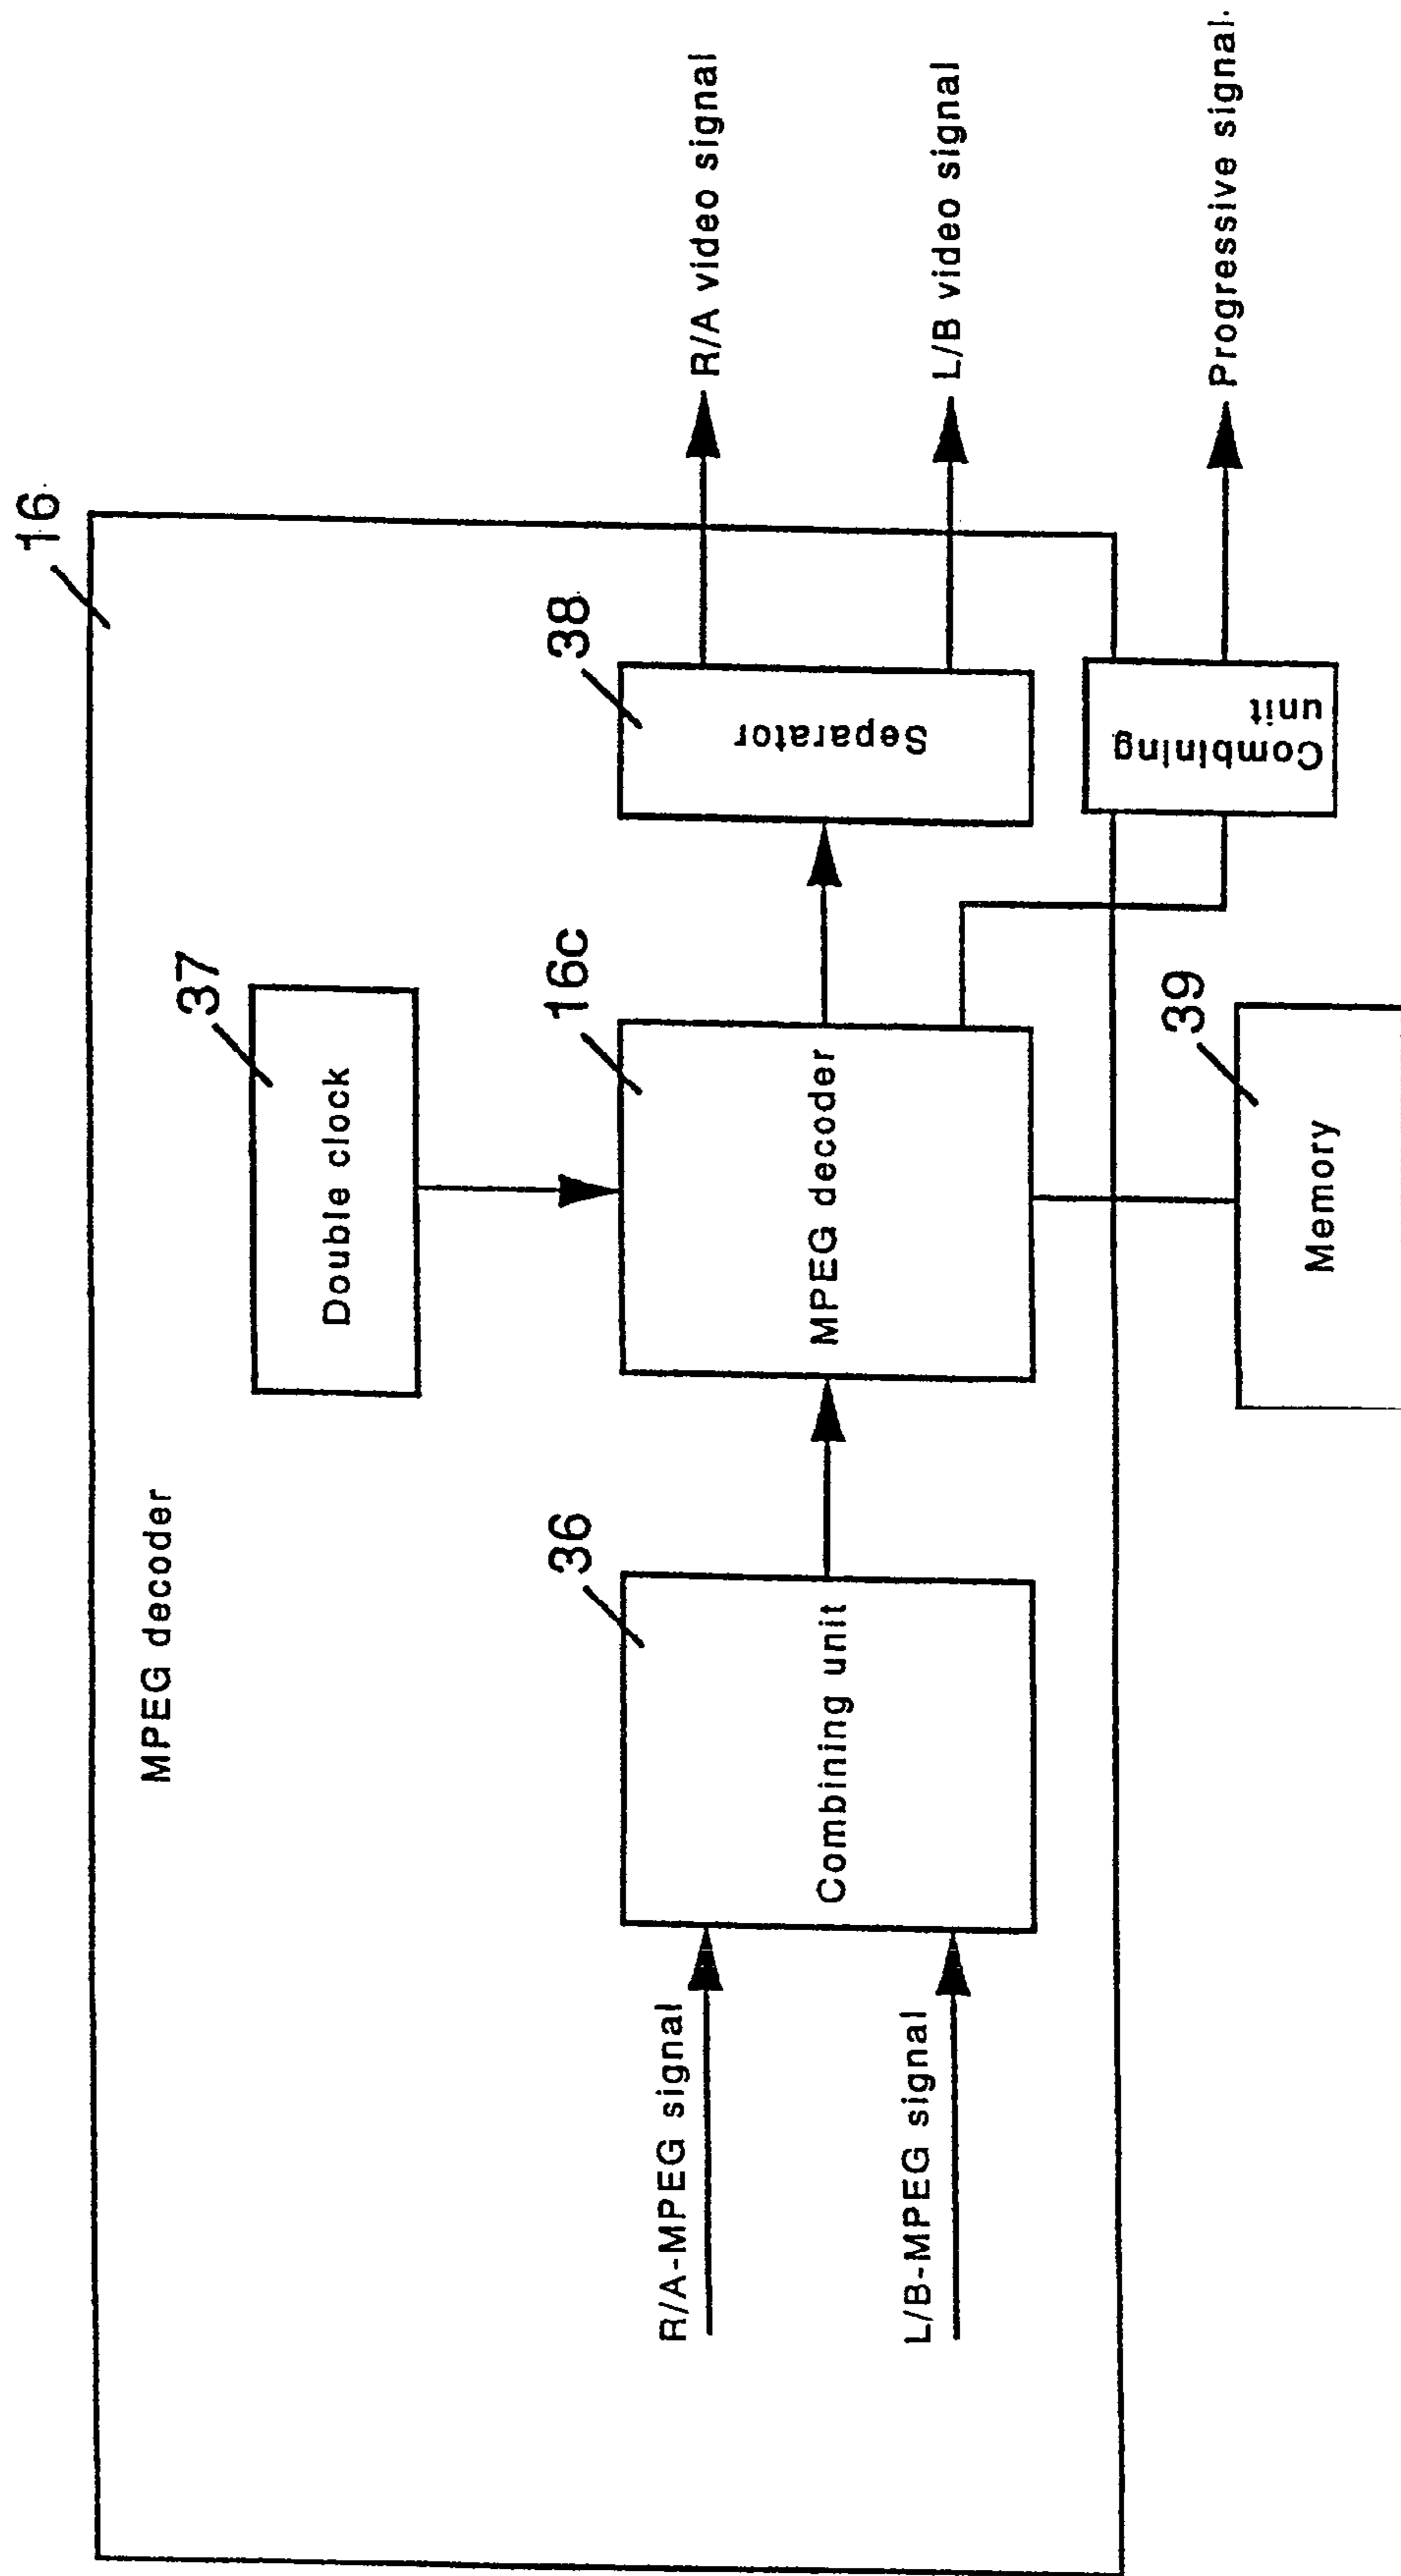 16
MPEG decoder
37
Double clock
36
Combining unit
16c
MPEG decoder
38
Separator
R/A-MPEG signal
L/B-MPEG signal
R/A video signal
L/B video signal
39
Memory
Combining
unit
Progressive signal